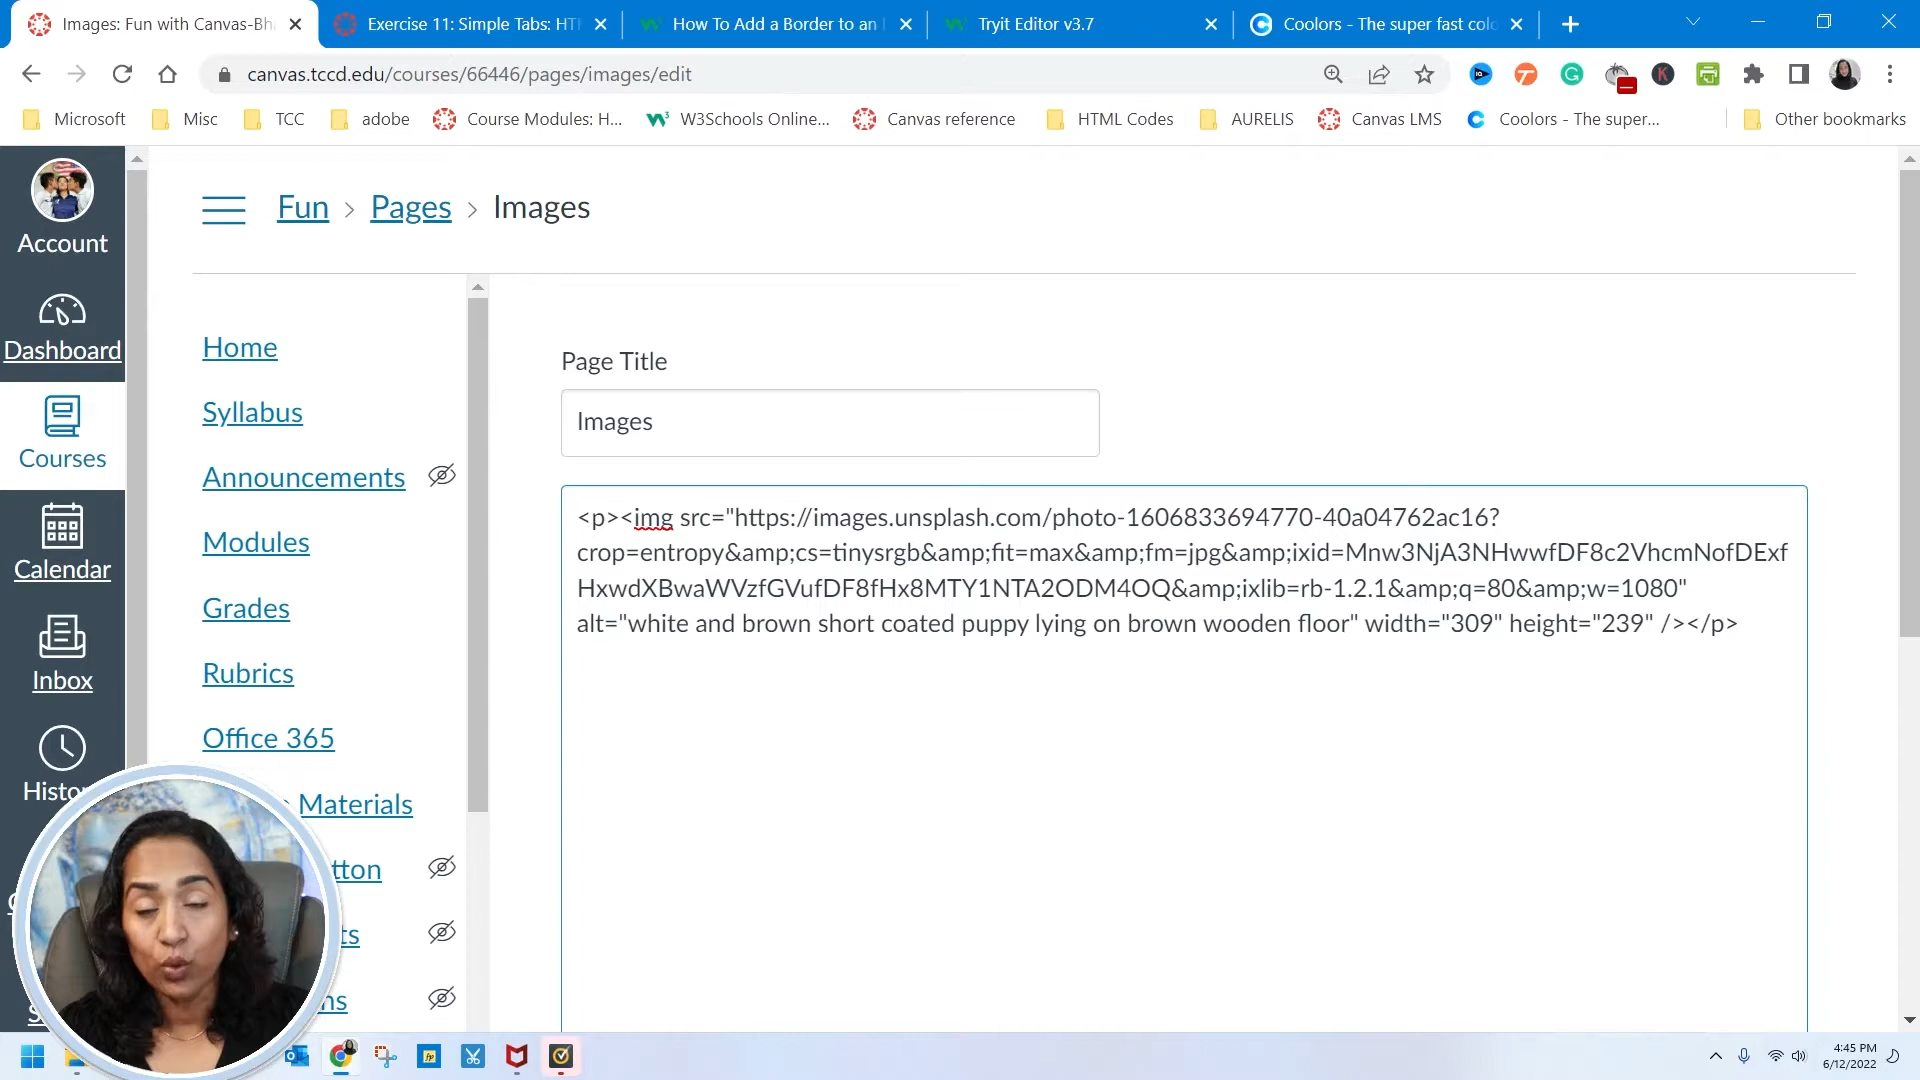 Images: Fun with Canvas-Bha
Exercise 11: Simple Tabs: HTM
How To Add a Border to an
Tryit Editor v3.7
Coolors - The super fast colo
canvas.tccd.edu/courses/66446/pages/images/edit
Microsoft
Misc
TCC
adobe
Course Modules: H...
W3Schools Online...
Canvas reference
HTML Codes
AURELIS
Canvas LMS
Coolors - The super...
Other bookmarks
Account
Dashboard
Courses
Calendar
Inbox
Histo
Fun > Pages > Images
Home
Syllabus
Announcements
Modules
Grades
Rubrics
Office 365
Materials
tton
ts
ns
Page Title
Images
<p><img src="https://images.unsplash.com/photo-1606833694770-40a04762ac16?
crop=entropy&amp;cs=tinysrgb&amp;fit=max&amp;fm=jpg&amp;ixid=Mnw3NjA3NHwwfDF8c2VhcmNofDExf
HxwdXBwaWVzfGVufDF8fHx8MTY1NTA2ODM4OQ&amp;ixlib=rb-1.2.1&amp;q=80&amp;w=1080"
alt="white and brown short coated puppy lying on brown wooden floor" width="309" height="239" /></p>
4:45 PM
6/12/2022